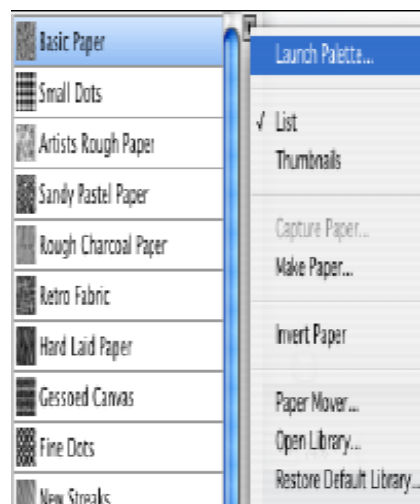 Basic Paper
Small Dots
Artists Rough Paper
Sandy Pastel Paper
Rough Charcoal Paper
Retro Fabric
Hard Laid Paper
Gessoed Canvas
Fine Dots
New Streaks
Launch Palette...
√ List
Thumbnails
Capture Paper...
Make Paper...
Invert Paper
Paper Mover...
Open Library...
Restore Default Library...